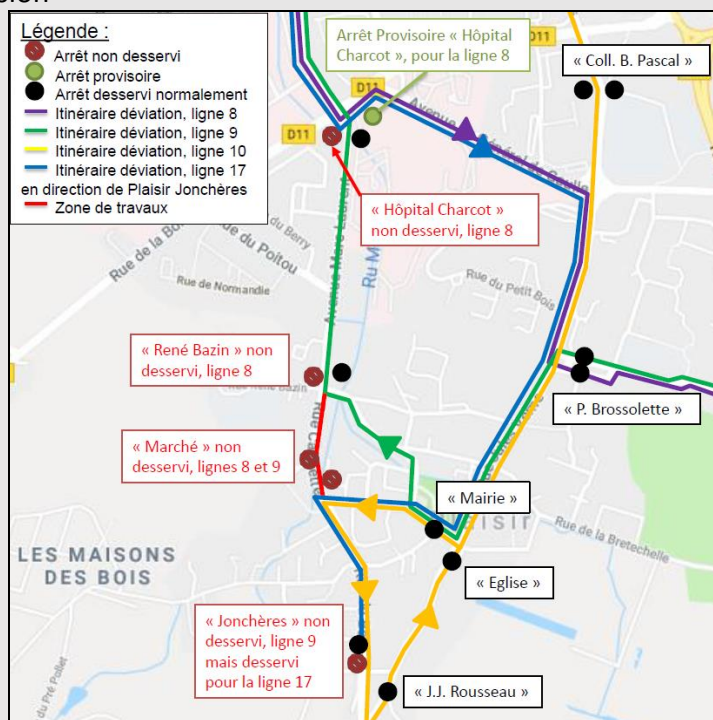 Légende :
Arrêt non desservi
Arrêt provisoire
Arrêt desservi normalement
Itinéraire déviation, ligne 8
Itinéraire déviation, ligne 9
Itinéraire déviation, ligne 10
Itinéraire déviation, ligne 17
en direction de Plaisir Jonchères
Zone de travaux
Arrêt Provisoire « Hôpital
Charcot », pour la ligne 8
D11
« Coll. B. Pascal »
D11
D11
« Hôpital Charcot »
non desservi, ligne 8
du Berry
Rue du Poitou
Rue de Normandie
Rue du Petit Bois
« René Bazin » non
desservi, ligne 8
« P. Brossolette »
« Marché » non
desservi, lignes 8 et 9
« Mairie »
Rue de la Bretechelle
LES MAISONS
DES BOIS
« Eglise »
« Jonchères » non
desservi, ligne 9
mais desservi
pour la ligne 17
« J.J. Rousseau »
du Pré Pollet